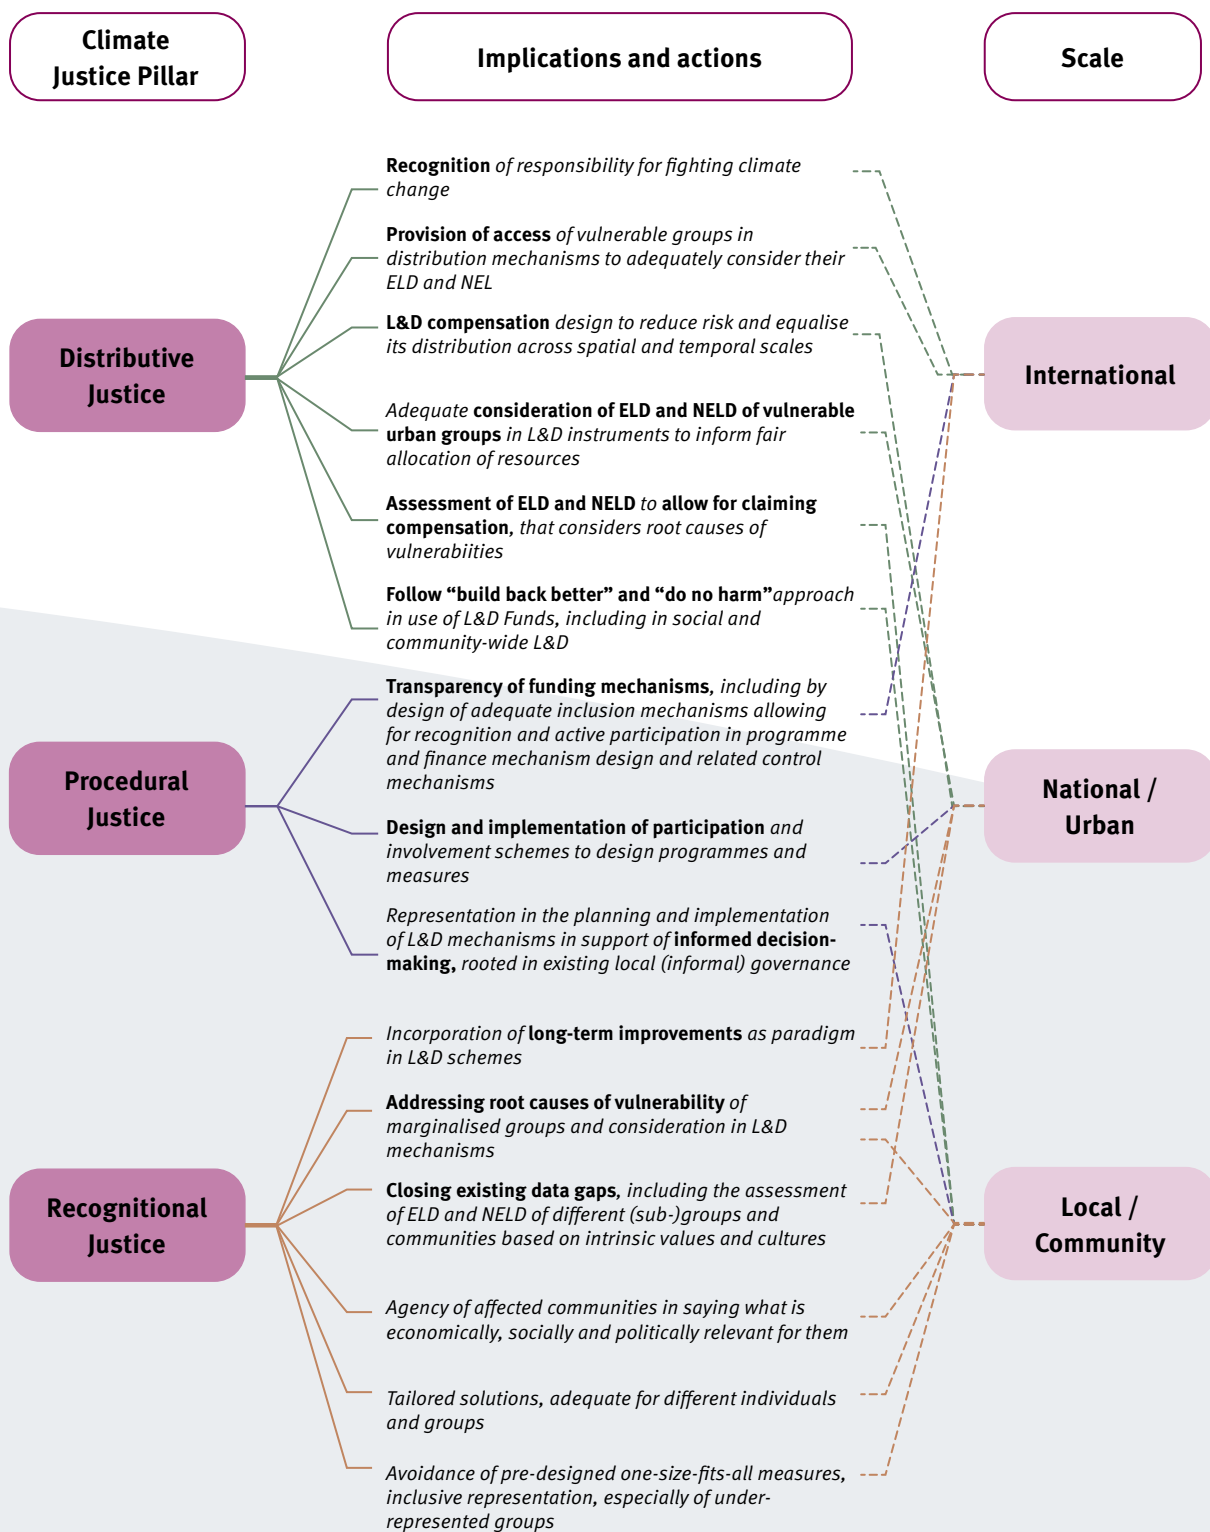 Climate
Justice Pillar
Implications and actions
Scale
Recognition of responsibility for fighting climate
change
Provision of access of vulnerable groups in
distribution mechanisms to adequately consider their
ELD and NEL
L&D compensation design to reduce risk and equalise
its distribution across spatial and temporal scales
Distributive
Justice
International
Adequate consideration of ELD and NELD of vulnerable
urban groups in L&D instruments to inform fair
allocation of resources
Assessment of ELD and NELD to allow for claiming
compensation, that considers root causes of
vulnerabiities
Follow “build back better” and “do no harm”approach
in use of L&D Funds, including in social and
community-wide L&D
Transparency of funding mechanisms, including by
design of adequate inclusion mechanisms allowing
for recognition and active participation in programme
and finance mechanism design and related control
mechanisms
Procedural
Justice
National /
Urban
Design and implementation of participation and
involvement schemes to design programmes and
measures
Representation in the planning and implementation
of L&D mechanisms in support of informed decision-
making, rooted in existing local (informal) governance
Incorporation of long-term improvements as paradigm
in L&D schemes
Addressing root causes of vulnerability of
marginalised groups and consideration in L&D
mechanisms
Closing existing data gaps, including the assessment
of ELD and NELD of different (sub-)groups and
communities based on intrinsic values and cultures
Recognitional
Justice
Local /
Community
Agency of affected communities in saying what is
economically, socially and politically relevant for them
Tailored solutions, adequate for different individuals
and groups
Avoidance of pre-designed one-size-fits-all measures,
inclusive representation, especially of under-
represented groups